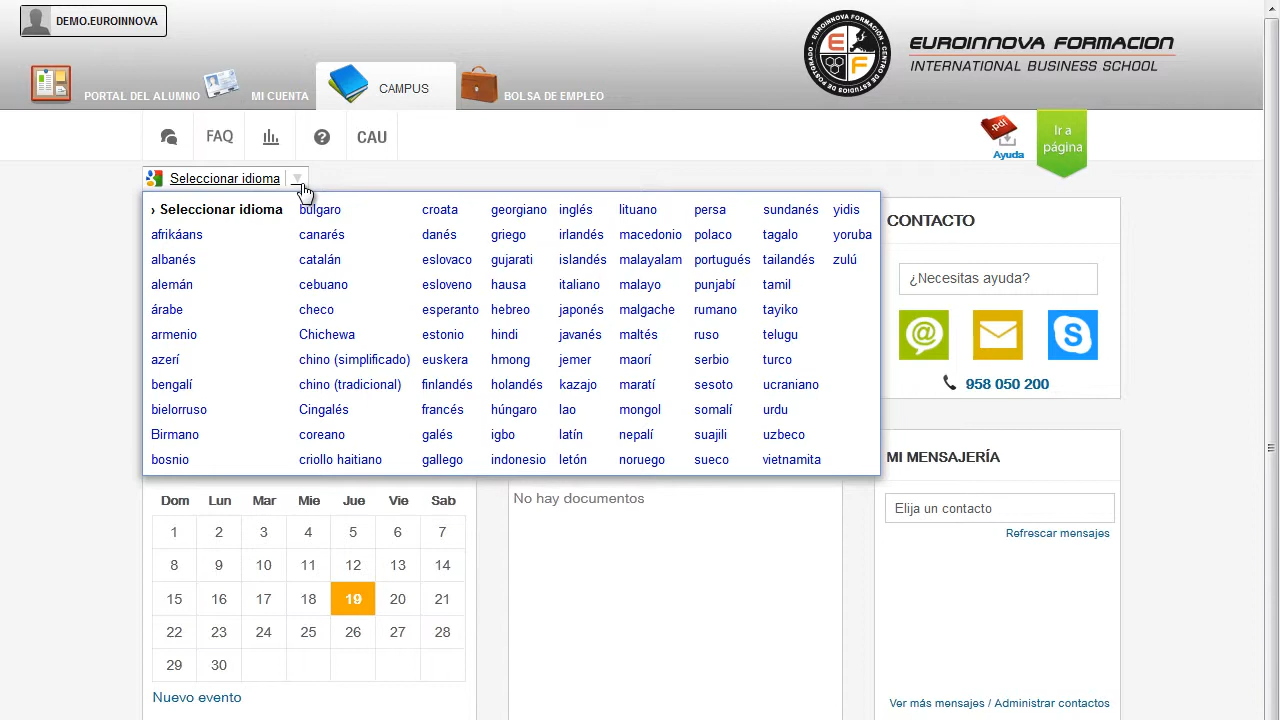 DEMO.EUROINNOVA
EUROINNOVA FORMACION
INTERNATIONAL BUSINESS SCHOOL
EUROINNOVA FORMACIÓN · CENTRO DE ESTUDIOS DE POSTGRADO
E
F
PORTAL DEL ALUMNO
MI CUENTA
CAMPUS
BOLSA DE EMPLEO
FAQ
?
CAU
.pdf
Ayuda
Ir a
página
Seleccionar idioma
› Seleccionar idioma bulgaro croata georgiano inglés lituano persa sundanés yidis
afrikáans canarés danés griego irlandés macedonio polaco tagalo yoruba
albanés catalán eslovaco gujarati islandés malayalam portugués tailandés zulú
alemán cebuano esloveno hausa italiano malayo punjabí tamil
árabe checo esperanto hebreo japonés malgache rumano tayiko
armenio Chichewa estonio hindi javanés maltés ruso telugu
azerí chino (simplificado) euskera hmong jemer maorí serbio turco
bengalí chino (tradicional) finlandés holandés kazajo maratí sesoto ucraniano
bielorruso Cingalés francés húngaro lao mongol somalí urdu
Birmano coreano galés igbo latín nepalí suajili uzbeco
bosnio criollo haitiano gallego indonesio letón noruego sueco vietnamita
CONTACTO
¿Necesitas ayuda?
@
S
958 050 200
Dom Lun Mar Mie Jue Vie Sab
1 2 3 4 5 6 7
8 9 10 11 12 13 14
15 16 17 18 19 20 21
22 23 24 25 26 27 28
29 30
Nuevo evento
No hay documentos
MI MENSAJERÍA
Elija un contacto
Refrescar mensajes
Ver más mensajes / Administrar contactos